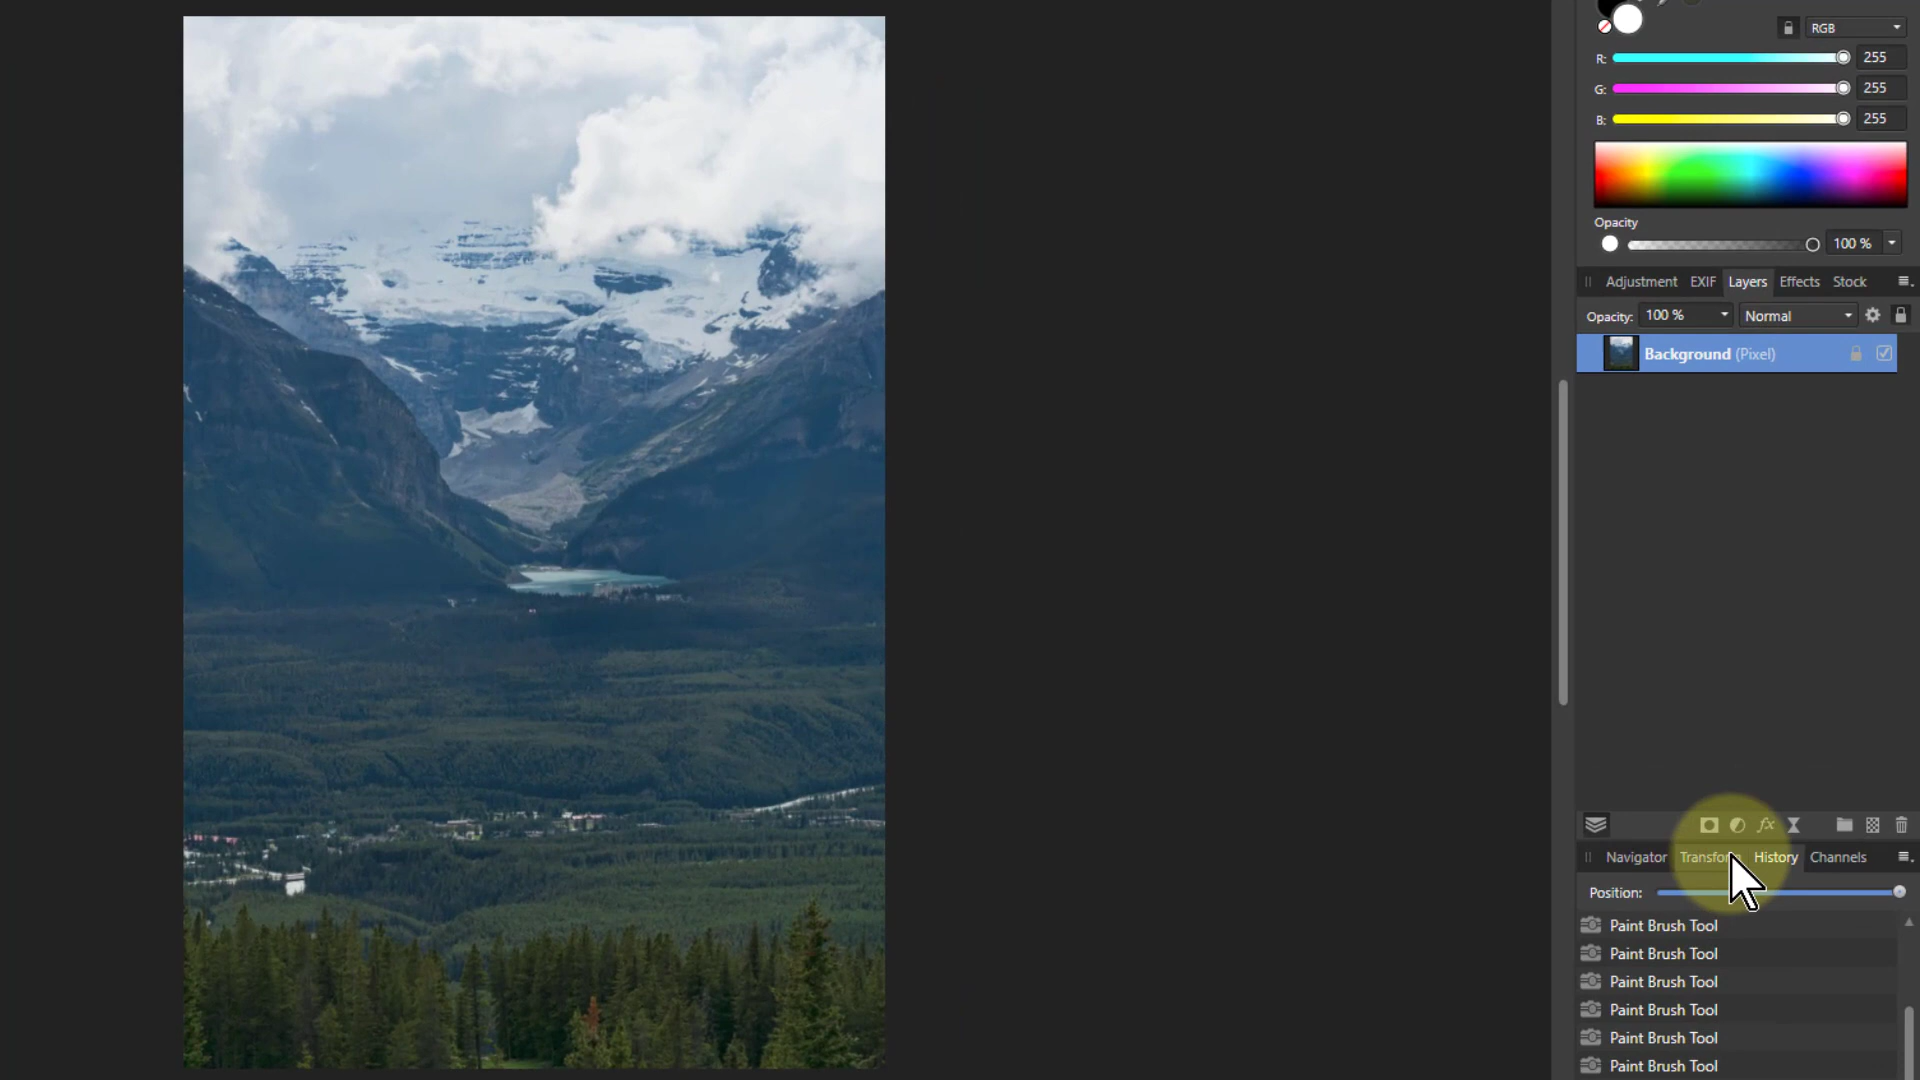 RGB
R: 255
G: 255
B: 255
Opacity
100 %
Adjustment EXIF Layers Effects Stock
Opacity: 100 % Normal
Background (Pixel)
Navigator Transform History Channels
Position:
Paint Brush Tool
Paint Brush Tool
Paint Brush Tool
Paint Brush Tool
Paint Brush Tool
Paint Brush Tool